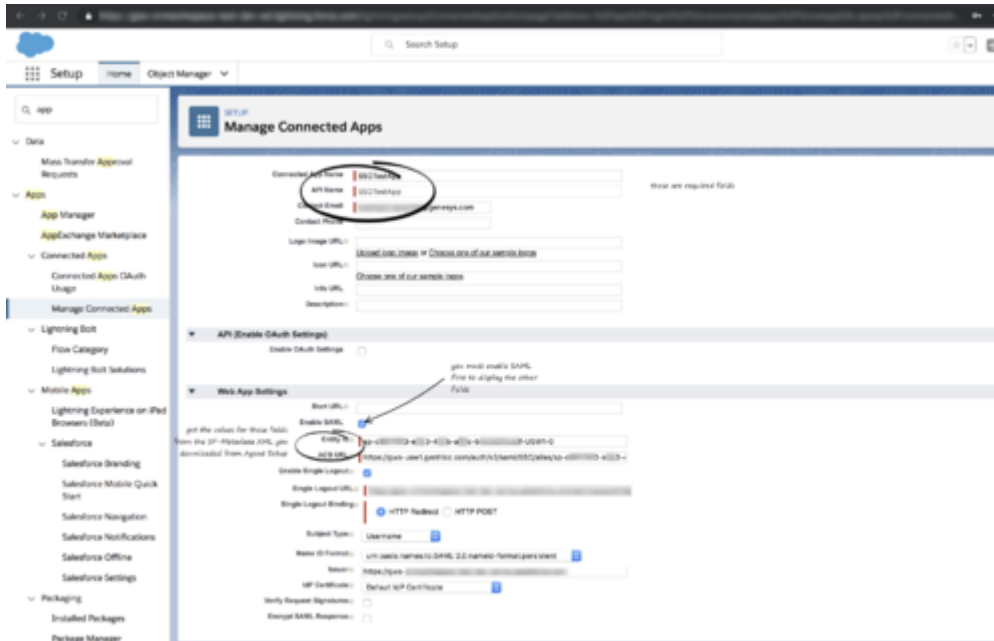 Search Setup
Setup
Home
Object Manager
app
Data
Mass Transfer Approval
Requests
Apps
App Manager
AppExchange Marketplace
Connected Apps
Connected Apps OAuth
Usage
Manage Connected Apps
Lightning Bolt
Flow Category
Lightning Bolt Solutions
Mobile Apps
Lightning Experience on iPad
Browsers (Beta)
Salesforce
Salesforce Branding
Salesforce Mobile Quick
Start
Salesforce Navigation
Salesforce Notifications
Salesforce Offline
Salesforce Settings
Packaging
Installed Packages
Package Manager
SETUP
Manage Connected Apps
Connected App Name SSOTestApp
API Name SSOTestApp
these are required fields
Contact Email genesys.com
Contact Phone
Logo Image URL
Upload logo image or Choose one of our sample logos
Icon URL
Choose one of our sample logos
Info URL
Description
API (Enable OAuth Settings)
Enable OAuth Settings
you must enable SAML
first to display the other
fields
Web App Settings
Start URL
Enable SAML
get the values for these fields
from the SP-Metadata XML you
downloaded from Agent Setup
Entity Id
ACS URL
Enable Single Logout
Single Logout URL
Single Logout Binding HTTP Redirect HTTP POST
Subject Type Username
Name ID Format urn:oasis:names:tc:SAML:2.0:nameid-format:persistent
Issuer
IdP Certificate Default IdP Certificate
Verify Request Signatures
Encrypt SAML Response